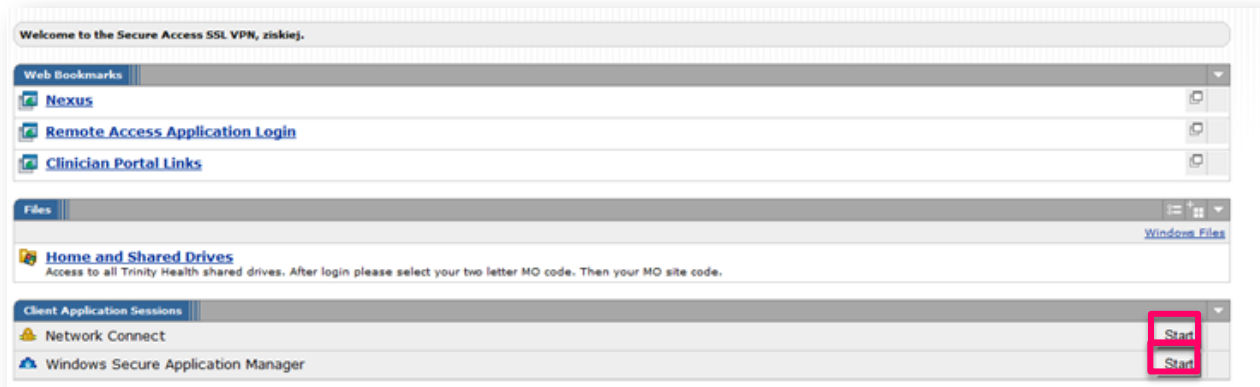 Welcome to the Secure Access SSL VPN, ziskiej.
Web Bookmarks
Nexus
Remote Access Application Login
Clinician Portal Links
Files
Windows Files
Home and Shared Drives
Access to all Trinity Health shared drives. After login please select your two letter MO code. Then your MO site code.
Client Application Sessions
Network Connect Start
Windows Secure Application Manager Start